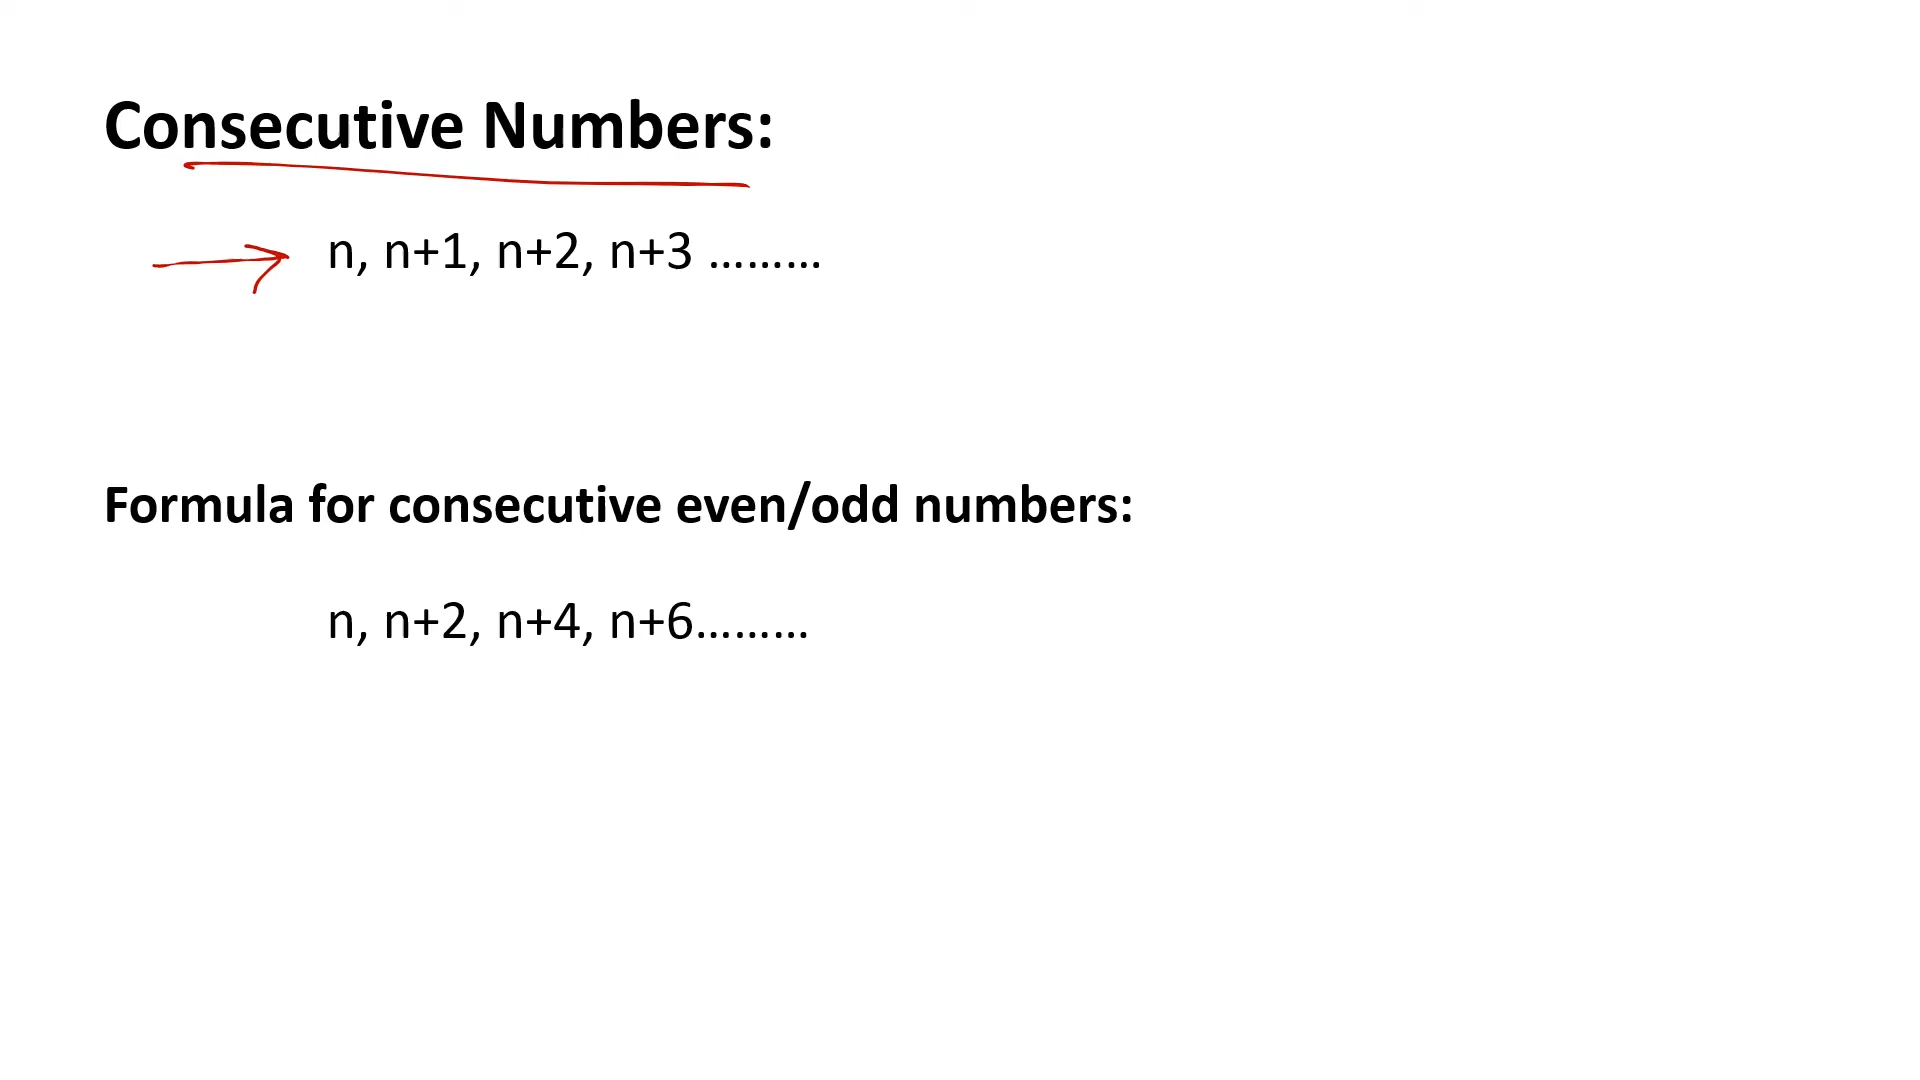 Consecutive Numbers:
n, n+1, n+2, n+3 ………
Formula for consecutive even/odd numbers:
n, n+2, n+4, n+6………